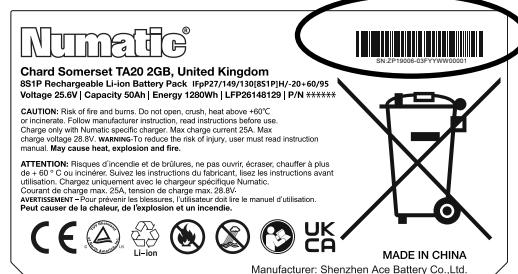 Numatic®
SN:ZP19006-03FYYWW00001
Chard Somerset TA20 2GB, United Kingdom
8S1P Rechargeable Li-ion Battery Pack IFpP27/149/130[8S1P]H/-20+60/95
Voltage 25.6V | Capacity 50Ah | Energy 1280Wh | LFP26148129 | P/N ******
CAUTION: Risk of fire and burns. Do not open, crush, heat above +60°C
or incinerate. Follow manufacturer instruction, read instructions before use.
Charge only with Numatic specific charger. Max charge current 25A. Max
charge voltage 28.8V. WARNING-To reduce the risk of injury, user must read instruction
manual. May cause heat, explosion and fire.
ATTENTION: Risques d'incendie et de brûlures, ne pas ouvrir, écraser, chauffer à plus
de + 60 ° C ou incinérer. Suivez les instructions du fabricant, lisez les instructions avant
utilisation. Chargez uniquement avec le chargeur spécifique Numatic.
Courant de charge max. 25A, tension de charge max. 28.8V-
AVERTISSEMENT – Pour prévenir les blessures, l'utilisateur doit lire le manuel d'utilisation.
Peut causer de la chaleur, de l'explosion et un incendie.
CE
Li-ion
UK
CA
MADE IN CHINA
Manufacturer: Shenzhen Ace Battery Co.,Ltd.